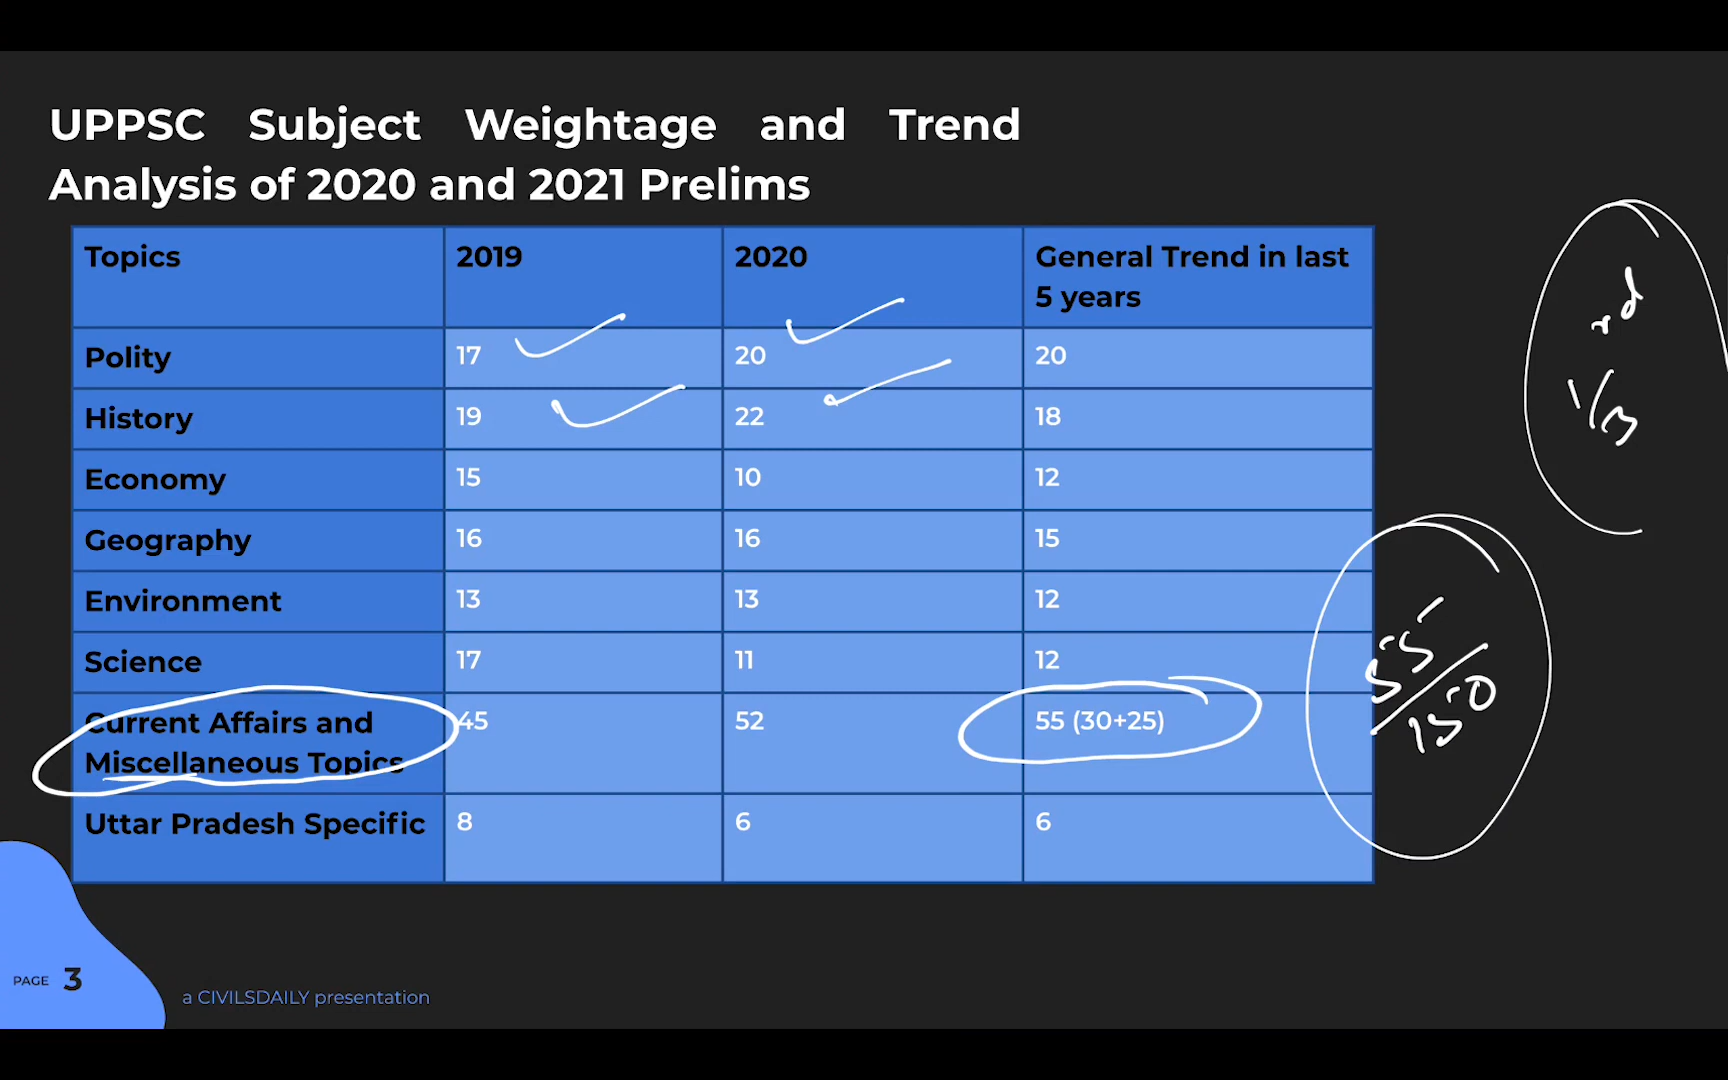 UPPSC Subject Weightage and Trend
Analysis of 2020 and 2021 Prelims
Topics 2019 2020 General Trend in last
5 years
Polity 17 20 20
History 19 22 18
Economy 15 10 12
Geography 16 16 15
Environment 13 13 12
Science 17 11 12
Current Affairs and 45 52 55 (30+25)
Miscellaneous Topics
Uttar Pradesh Specific 8 6 6
rd
1/3
55/150
PAGE 3
a CIVILSDAILY presentation